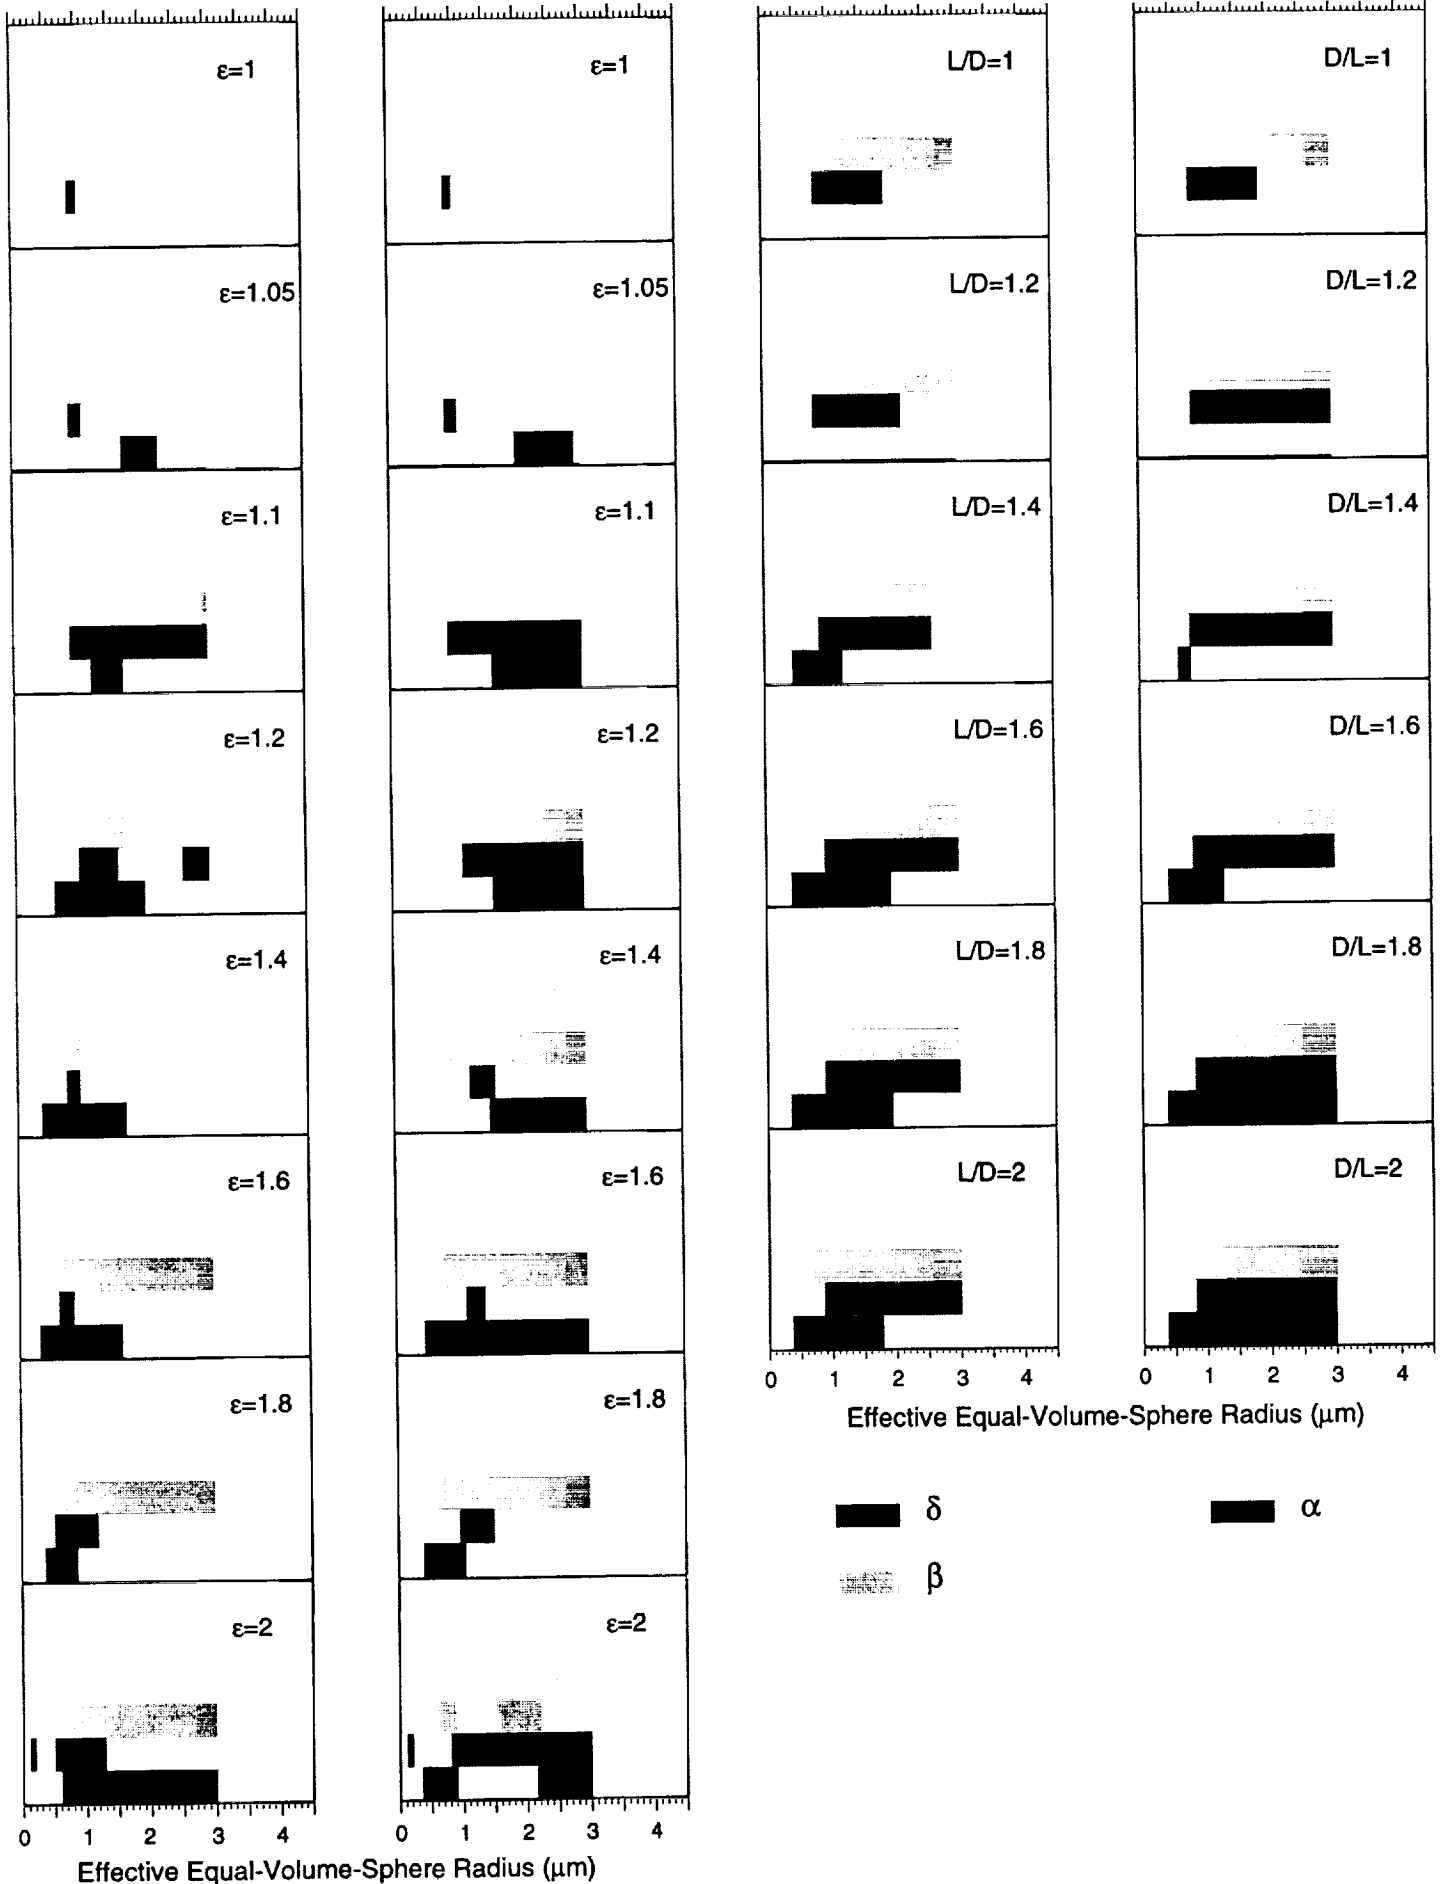 ε=1
ε=1
L/D=1
D/L=1
ε=1.05
ε=1.05
L/D=1.2
D/L=1.2
ε=1.1
ε=1.1
L/D=1.4
D/L=1.4
ε=1.2
ε=1.2
L/D=1.6
D/L=1.6
ε=1.4
ε=1.4
L/D=1.8
D/L=1.8
ε=1.6
ε=1.6
L/D=2
D/L=2
0 1 2 3 4
0 1 2 3 4
Effective Equal-Volume-Sphere Radius (μm)
ε=1.8
ε=1.8
δ
α
β
ε=2
ε=2
0 1 2 3 4
0 1 2 3 4
Effective Equal-Volume-Sphere Radius (μm)